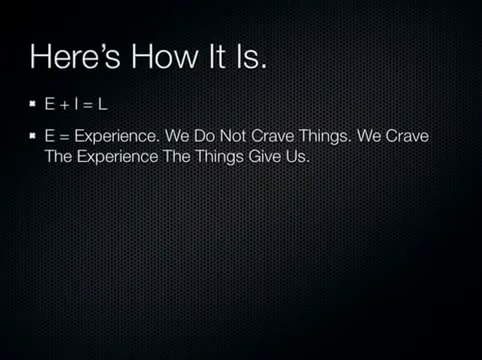 Here's How It Is.
E + I = L
E = Experience. We Do Not Crave Things. We Crave
The Experience The Things Give Us.